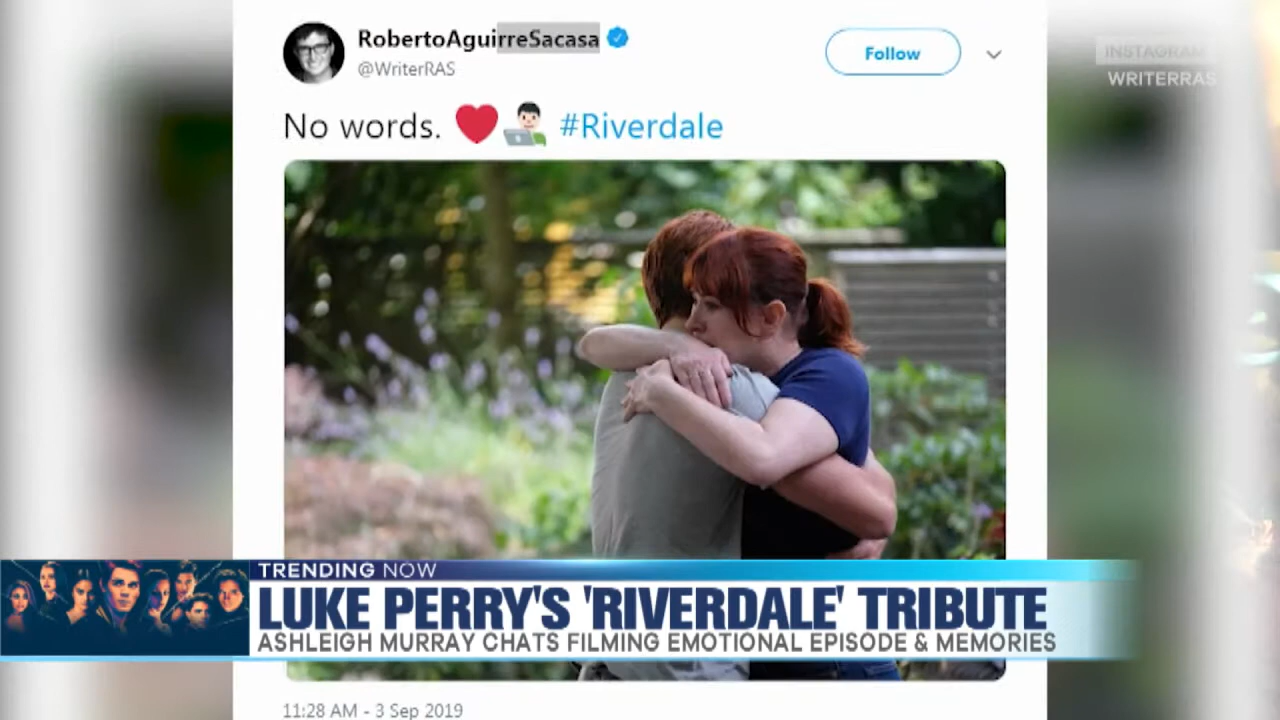 RobertoAguirreSacasa
@WriterRAS
Follow
INSTAGRAM
WRITERRAS
No words. ❤️👨🏻‍💻 #Riverdale
TRENDING NOW
LUKE PERRY'S 'RIVERDALE' TRIBUTE
ASHLEIGH MURRAY CHATS FILMING EMOTIONAL EPISODE & MEMORIES
11:28 AM - 3 Sep 2019